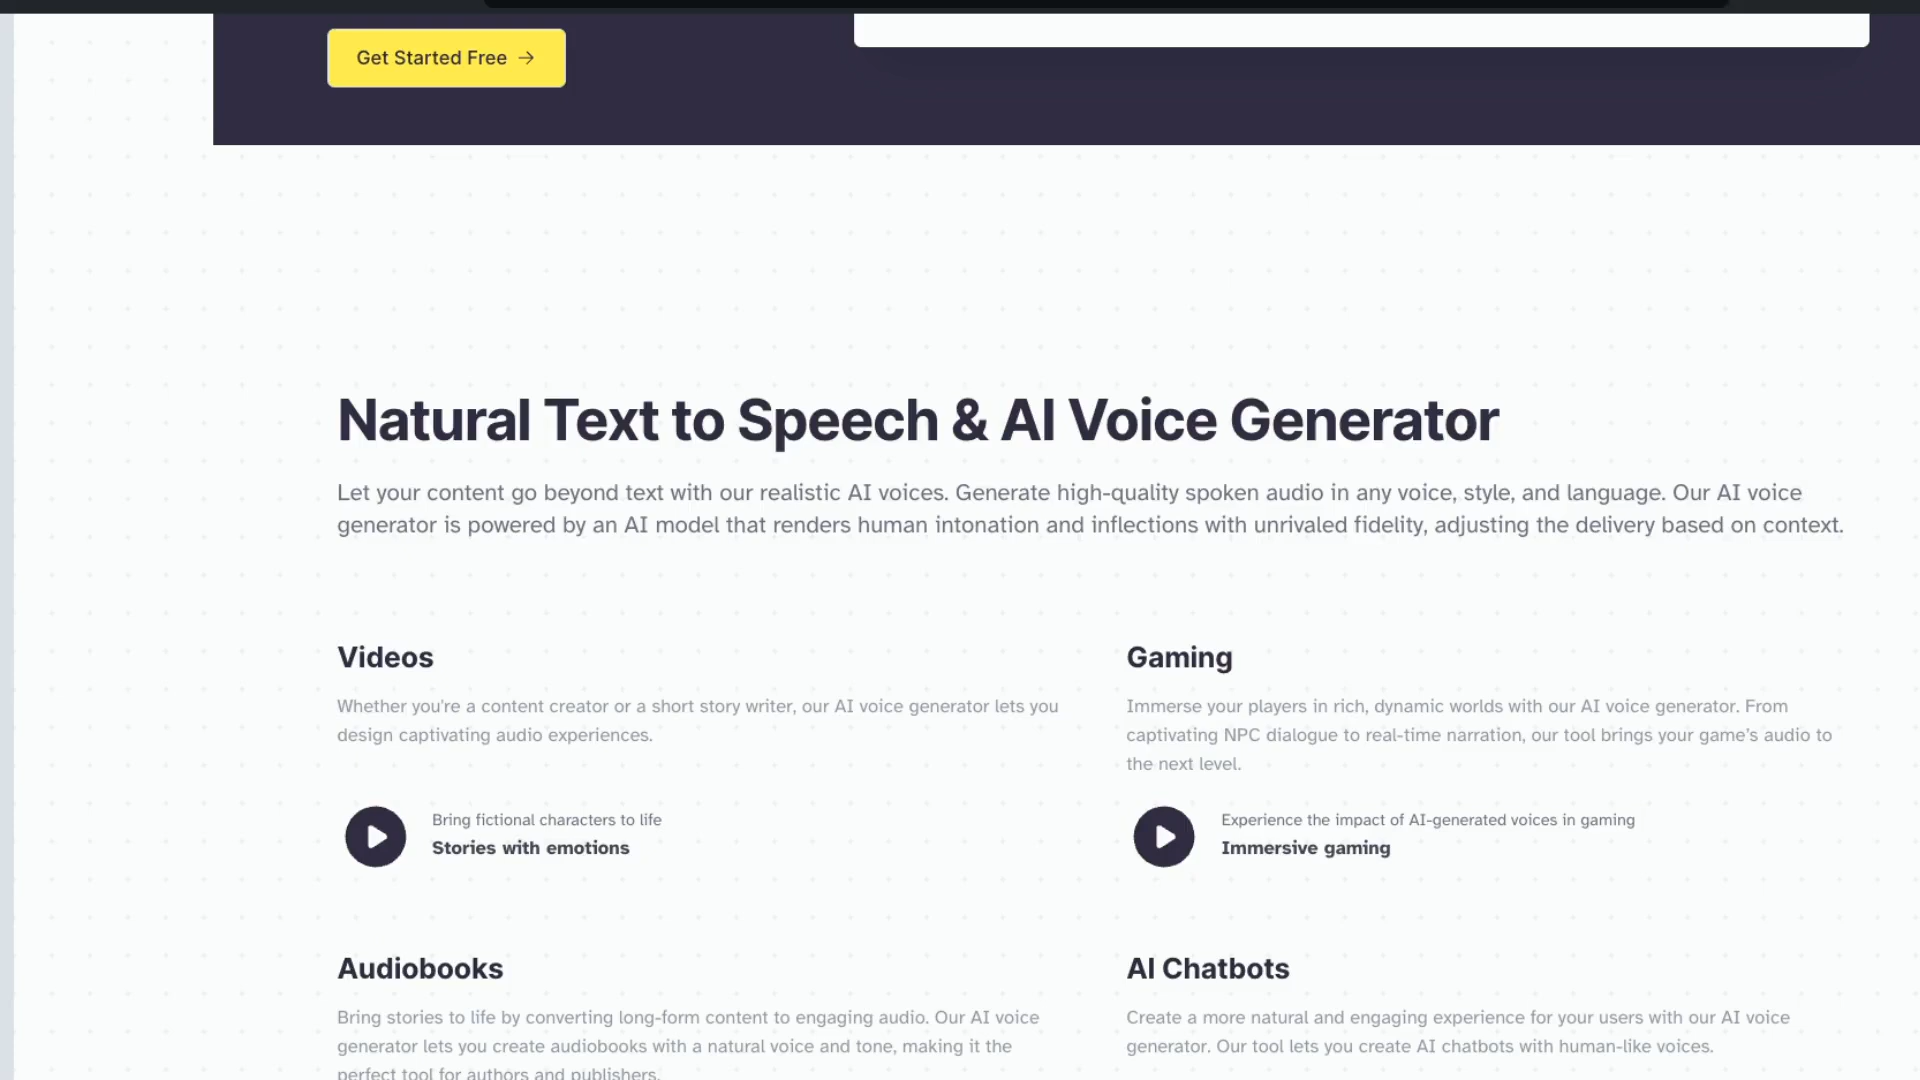 Get Started Free →
Natural Text to Speech & AI Voice Generator
Let your content go beyond text with our realistic AI voices. Generate high-quality spoken audio in any voice, style, and language. Our AI voice
generator is powered by an AI model that renders human intonation and inflections with unrivaled fidelity, adjusting the delivery based on context.
Videos
Whether you're a content creator or a short story writer, our AI voice generator lets you
design captivating audio experiences.
Bring fictional characters to life
Stories with emotions
Gaming
Immerse your players in rich, dynamic worlds with our AI voice generator. From
captivating NPC dialogue to real-time narration, our tool brings your game's audio to
the next level.
Experience the impact of AI-generated voices in gaming
Immersive gaming
Audiobooks
Bring stories to life by converting long-form content to engaging audio. Our AI voice
generator lets you create audiobooks with a natural voice and tone, making it the
perfect tool for authors and publishers.
AI Chatbots
Create a more natural and engaging experience for your users with our AI voice
generator. Our tool lets you create AI chatbots with human-like voices.